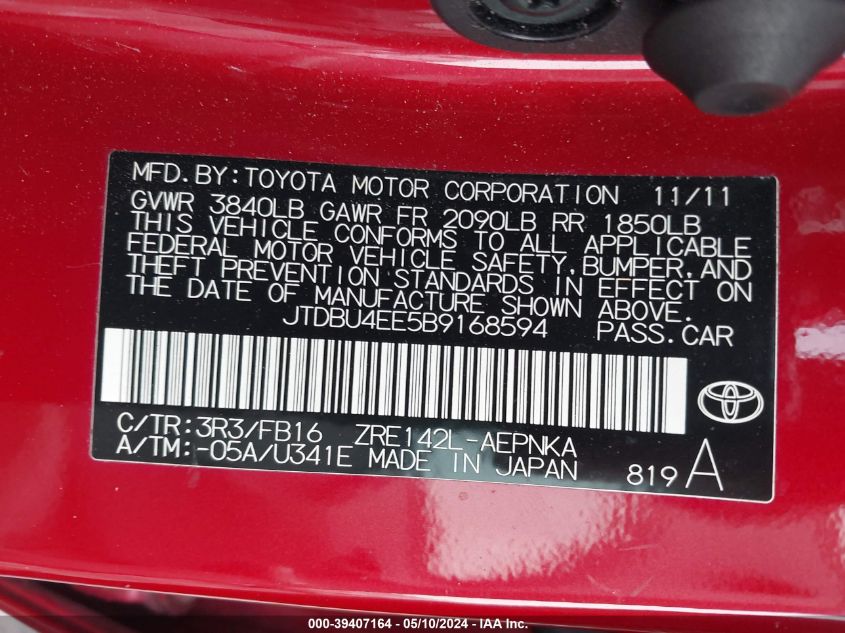 MFD.BY:TOYOTA MOTOR CORPORATION 11/11
GVWR 3840LB GAWR FR 2090LB RR 1850LB
THIS VEHICLE CONFORMS TO ALL APPLICABLE
FEDERAL MOTOR VEHICLE SAFETY,BUMPER,AND
THEFT PREVENTION STANDARDS IN EFFECT ON
THE DATE OF MANUFACTURE SHOWN ABOVE.
JTDBU4EE5B9168594 PASS.CAR
C/TR:3R3/FB16 ZRE142L-AEPNKA
A/TM:-05A/U341E MADE IN JAPAN 819 A
000-39407164 - 05/10/2024 - IAA Inc.